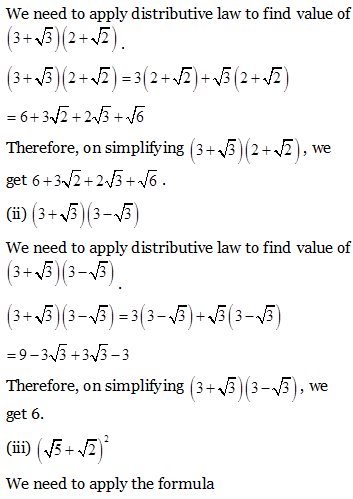 We need to apply distributive law to find value of
(3+√3)(2+√2) .
(3+√3)(2+√2)=3(2+√2)+√3(2+√2)
=6+3√2+2√3+√6
Therefore, on simplifying (3+√3)(2+√2), we
get 6+3√2+2√3+√6 .
(ii) (3+√3)(3−√3)
We need to apply distributive law to find value of
(3+√3)(3−√3) .
(3+√3)(3−√3)=3(3−√3)+√3(3−√3)
=9−3√3+3√3−3
Therefore, on simplifying (3+√3)(3−√3), we
get 6.
(iii) (√5+√2)²
We need to apply the formula